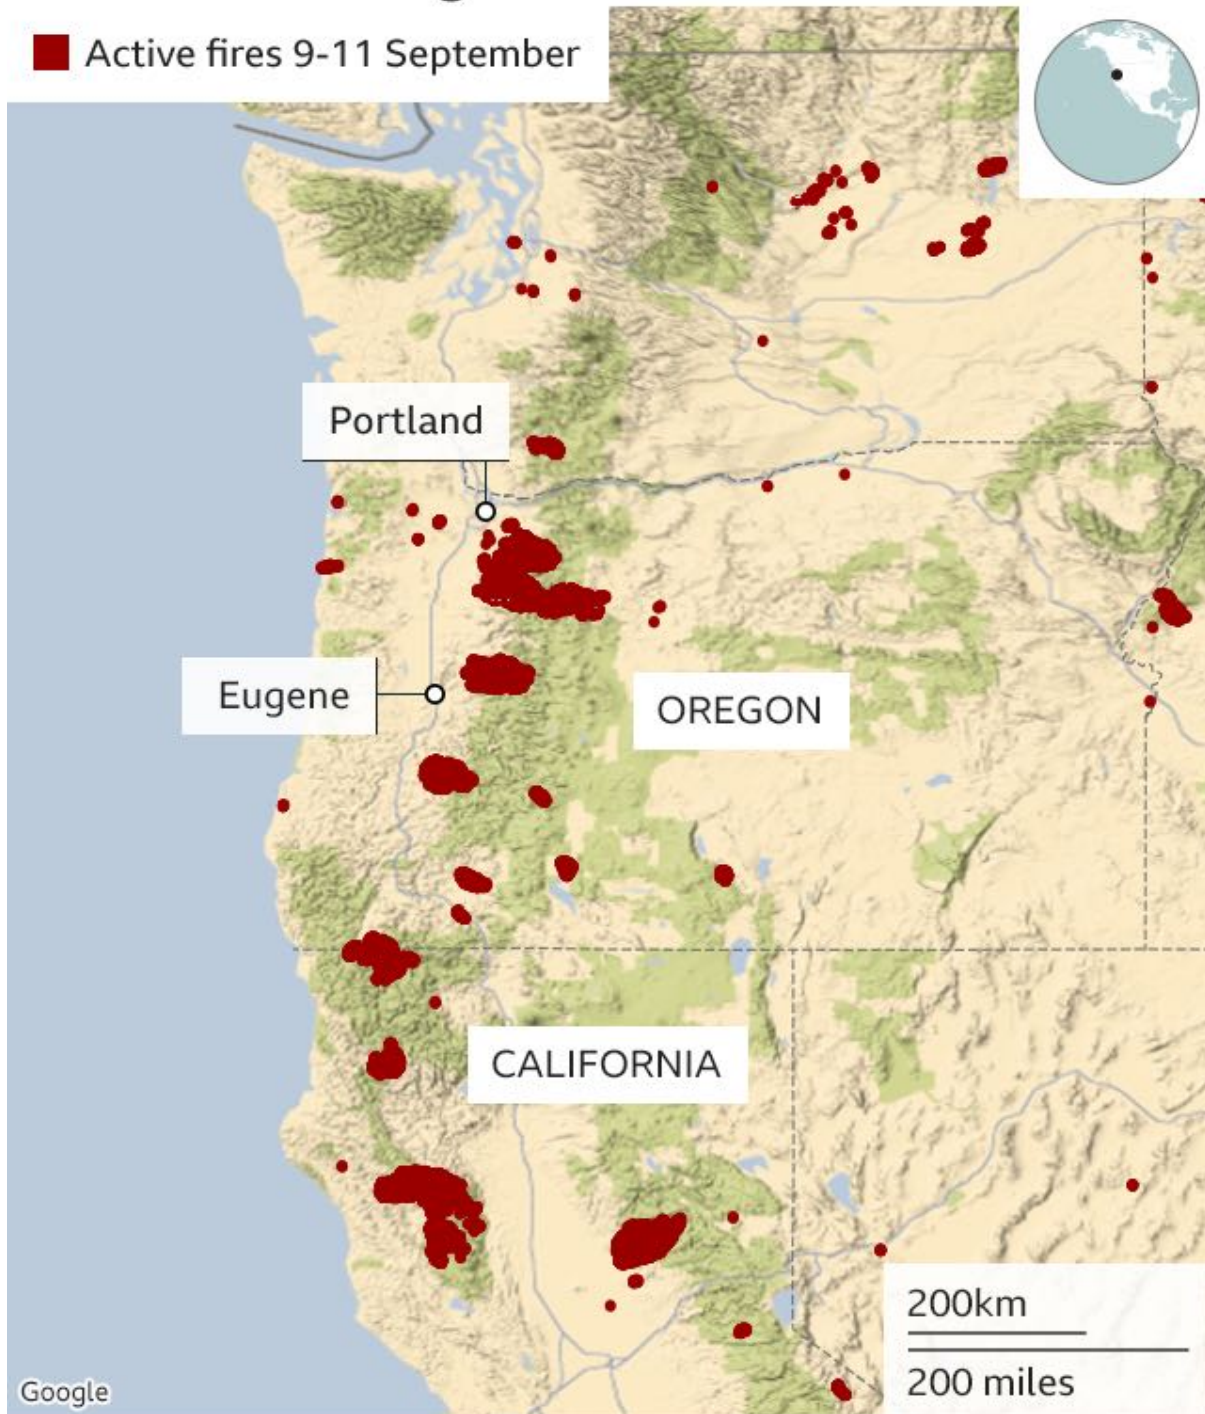 Active fires 9-11 September
Portland
Eugene
OREGON
CALIFORNIA
200km
200 miles
Google